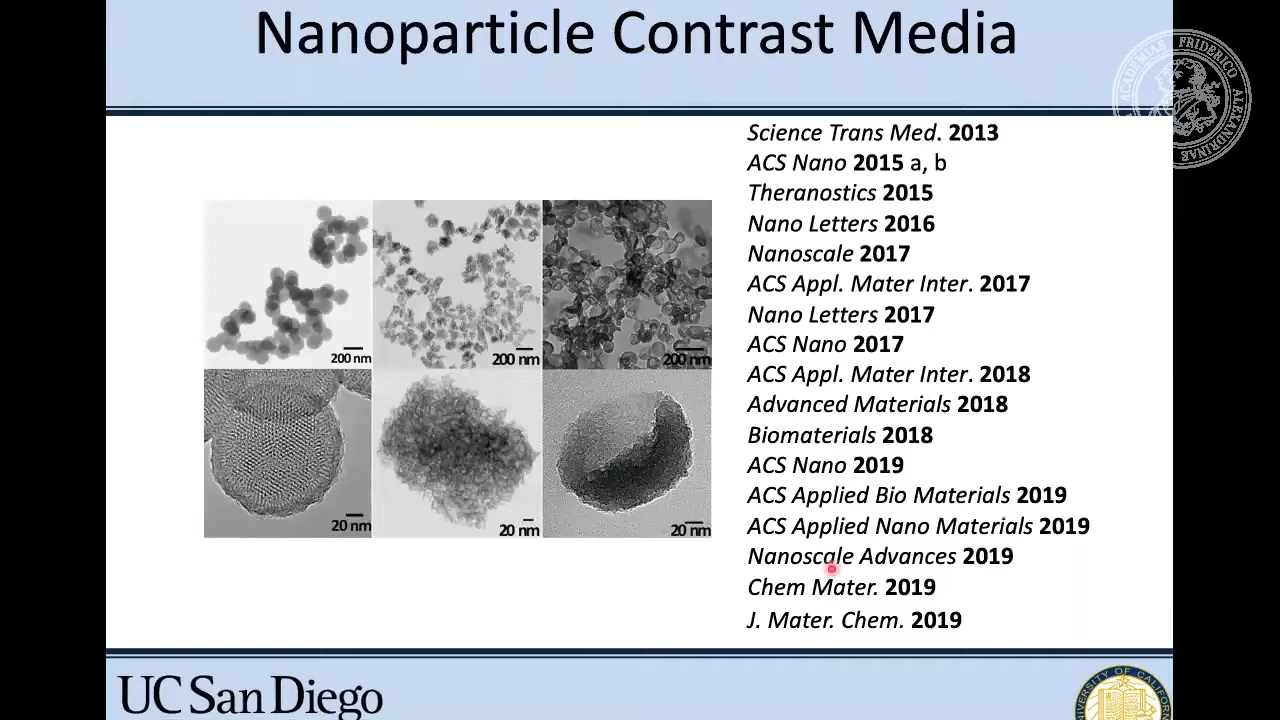 Nanoparticle Contrast Media
ACADEMIAE FRIDERICO ALEXANDRINAE
Science Trans Med. 2013
ACS Nano 2015 a, b
Theranostics 2015
Nano Letters 2016
Nanoscale 2017
ACS Appl. Mater Inter. 2017
Nano Letters 2017
ACS Nano 2017
ACS Appl. Mater Inter. 2018
Advanced Materials 2018
Biomaterials 2018
ACS Nano 2019
ACS Applied Bio Materials 2019
ACS Applied Nano Materials 2019
Nanoscale Advances 2019
Chem Mater. 2019
J. Mater. Chem. 2019
200 nm
200 nm
200 nm
20 nm
20 nm
20 nm
UC San Diego